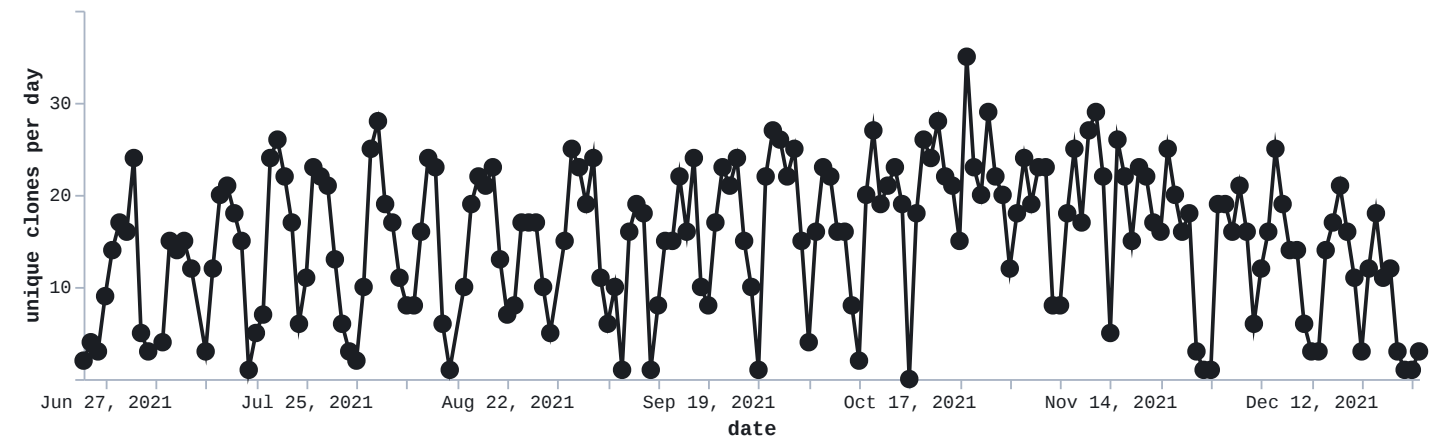 unique clones per day
30
20
10
Jun 27, 2021 Jul 25, 2021 Aug 22, 2021 Sep 19, 2021 Oct 17, 2021 Nov 14, 2021 Dec 12, 2021
date